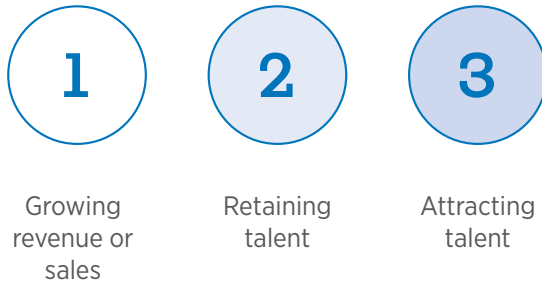 1
2
3
Growing
revenue or
sales
Retaining
talent
Attracting
talent